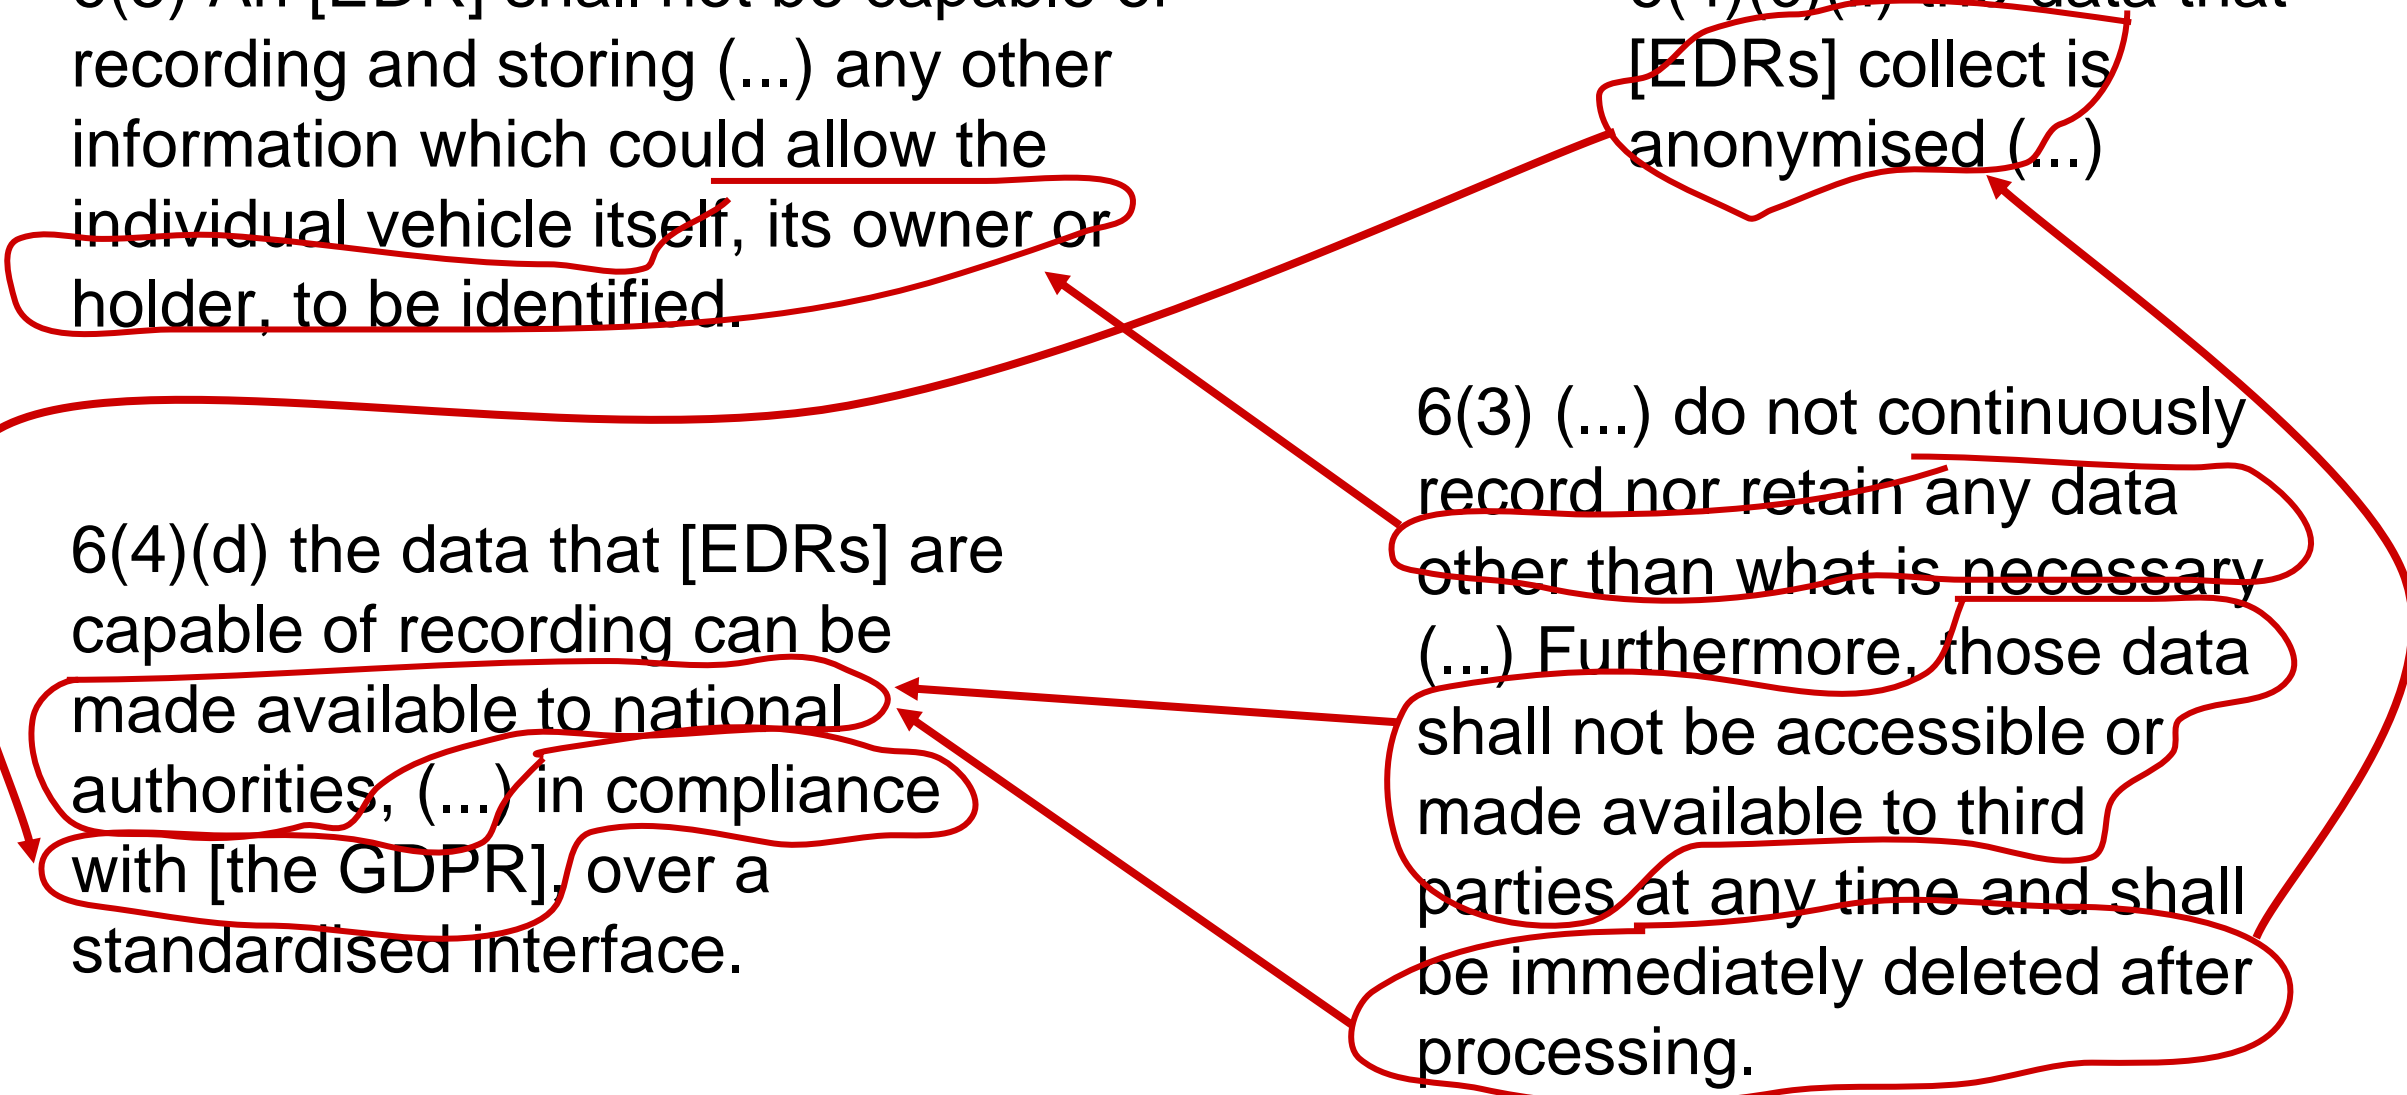 recording and storing (...) any other
information which could allow the
individual vehicle itself, its owner or
holder, to be identified.
[EDRs] collect is
anonymised (...)
6(4)(d) the data that [EDRs] are
capable of recording can be
made available to national
authorities, (...) in compliance
with [the GDPR], over a
standardised interface.
6(3) (...) do not continuously
record nor retain any data
other than what is necessary
(...) Furthermore, those data
shall not be accessible or
made available to third
parties at any time and shall
be immediately deleted after
processing.